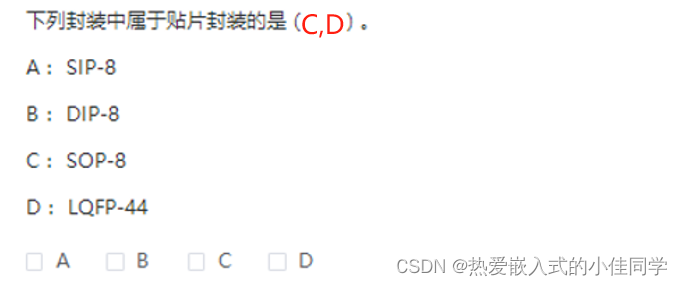 下列封装中属于贴片封装的是（C,D）。
A： SIP-8
B： DIP-8
C： SOP-8
D： LQFP-44
A B C D
CSDN @热爱嵌入式的小佳同学